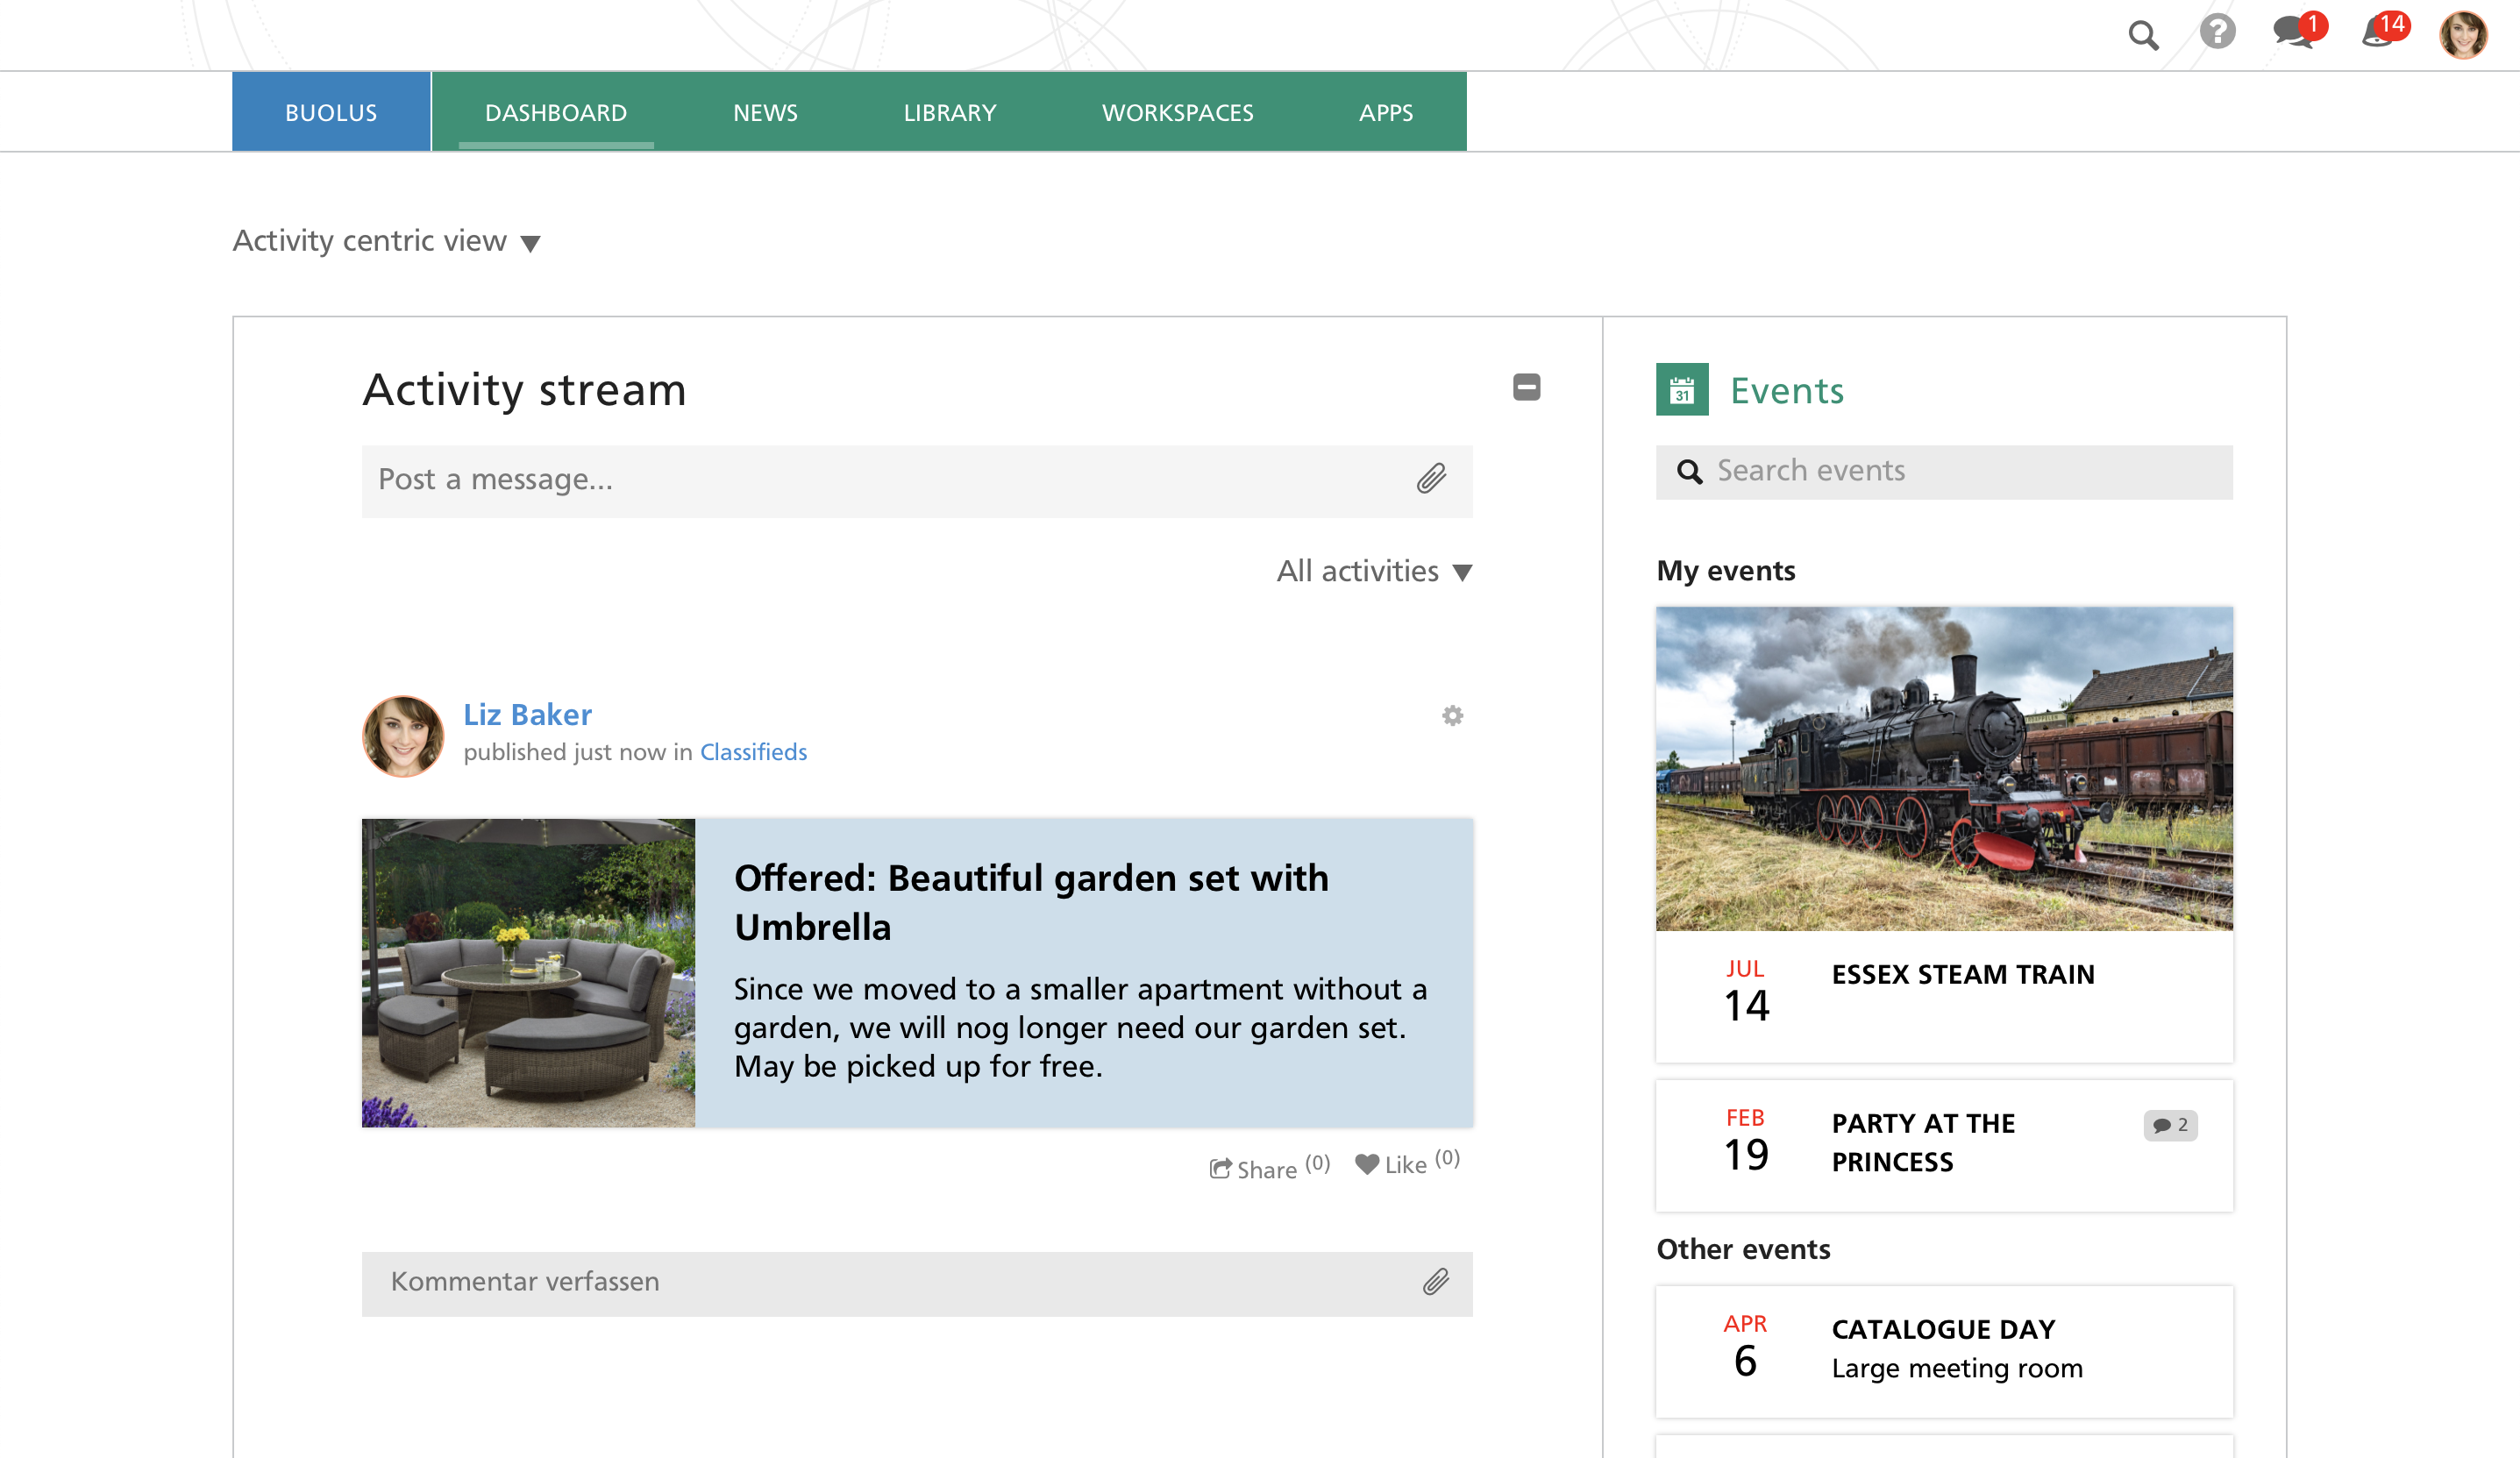 1
14
BUOLUS
DASHBOARD
NEWS
LIBRARY
WORKSPACES
APPS
Activity centric view
Activity stream
Post a message...
All activities
Liz Baker
published just now in Classifieds
Offered: Beautiful garden set with
Umbrella
Since we moved to a smaller apartment without a
garden, we will nog longer need our garden set.
May be picked up for free.
Share (0)
Like (0)
Kommentar verfassen
31
Events
Search events
My events
JUL
14
ESSEX STEAM TRAIN
FEB
19
PARTY AT THE
PRINCESS
2
Other events
APR
6
CATALOGUE DAY
Large meeting room